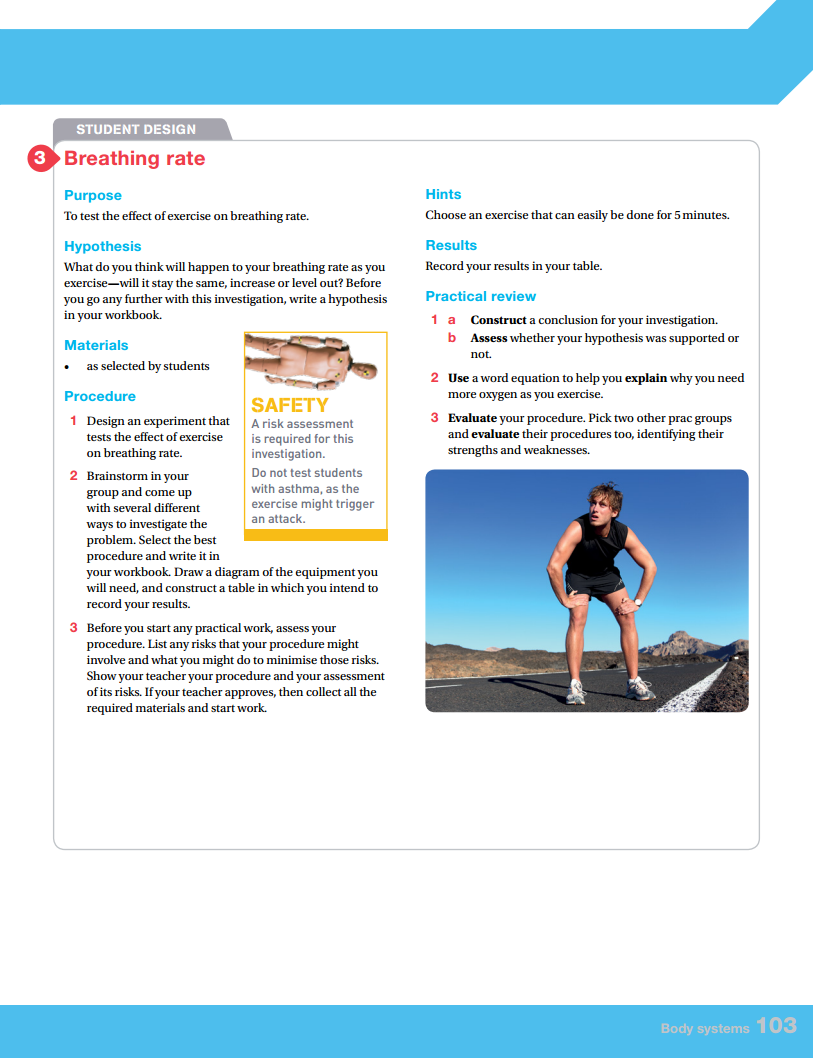 STUDENT DESIGN
3 Breathing rate
Purpose
To test the effect of exercise on breathing rate.
Hypothesis
What do you think will happen to your breathing rate as you
exercise—will it stay the same, increase or level out? Before
you go any further with this investigation, write a hypothesis
in your workbook.
Materials
• as selected by students
Procedure
1 Design an experiment that
tests the effect of exercise
on breathing rate.
2 Brainstorm in your
group and come up
with several different
ways to investigate the
problem. Select the best
procedure and write it in
your workbook. Draw a diagram of the equipment you
will need, and construct a table in which you intend to
record your results.
3 Before you start any practical work, assess your
procedure. List any risks that your procedure might
involve and what you might do to minimise those risks.
Show your teacher your procedure and your assessment
of its risks. If your teacher approves, then collect all the
required materials and start work.
SAFETY
A risk assessment
is required for this
investigation.
Do not test students
with asthma, as the
exercise might trigger
an attack.
Hints
Choose an exercise that can easily be done for 5 minutes.
Results
Record your results in your table.
Practical review
1 a Construct a conclusion for your investigation.
b Assess whether your hypothesis was supported or
not.
2 Use a word equation to help you explain why you need
more oxygen as you exercise.
3 Evaluate your procedure. Pick two other prac groups
and evaluate their procedures too, identifying their
strengths and weaknesses.
Body systems 103